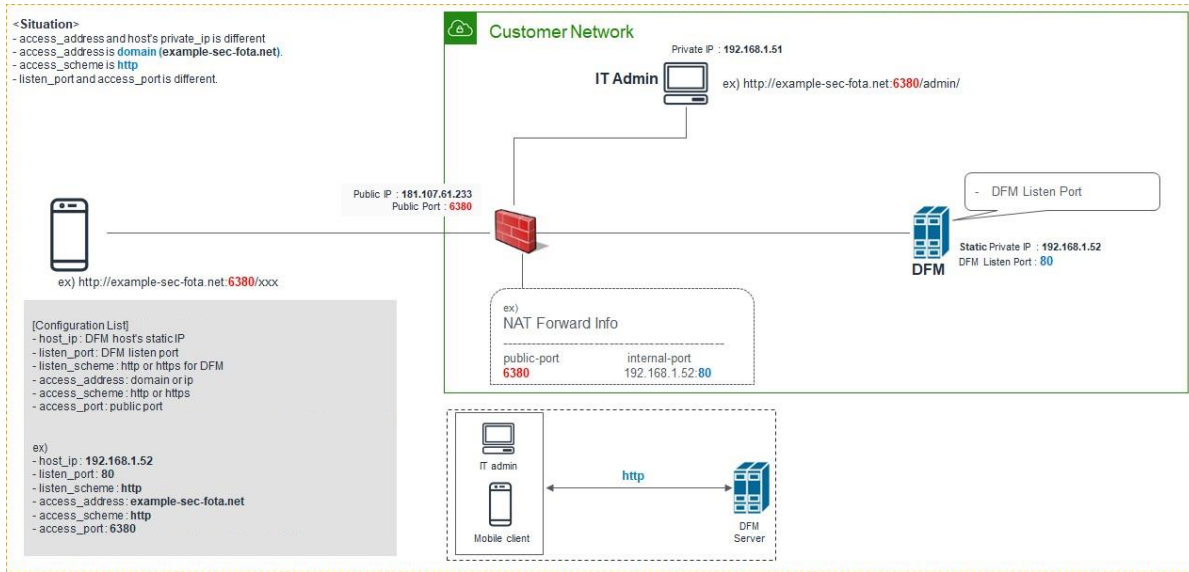 <Situation>
- access_address and host's private_ip is different
- access_address is domain (example-sec-fota.net).
- access_scheme is http
- listen_port and access_port is different.
Customer Network
Private IP : 192.168.1.51
IT Admin
ex) http://example-sec-fota.net:6380/admin/
Public IP : 181.107.61.233
Public Port : 6380
- DFM Listen Port
Static Private IP : 192.168.1.52
DFM Listen Port : 80
DFM
ex) http://example-sec-fota.net:6380/xxx
ex)
NAT Forward Info
public-port internal-port
6380 192.168.1.52:80
[Configuration List]
- host_ip : DFM host's static IP
- listen_port: DFM listen port
- listen_scheme: http or https for DFM
- access_address: domain or ip
- access_scheme: http or https
- access_port: public port
ex)
- host_ip : 192.168.1.52
- listen_port: 80
- listen_scheme: http
- access_address: example-sec-fota.net
- access_scheme: http
- access_port: 6380
IT admin
http
Mobile client
DFM
Server